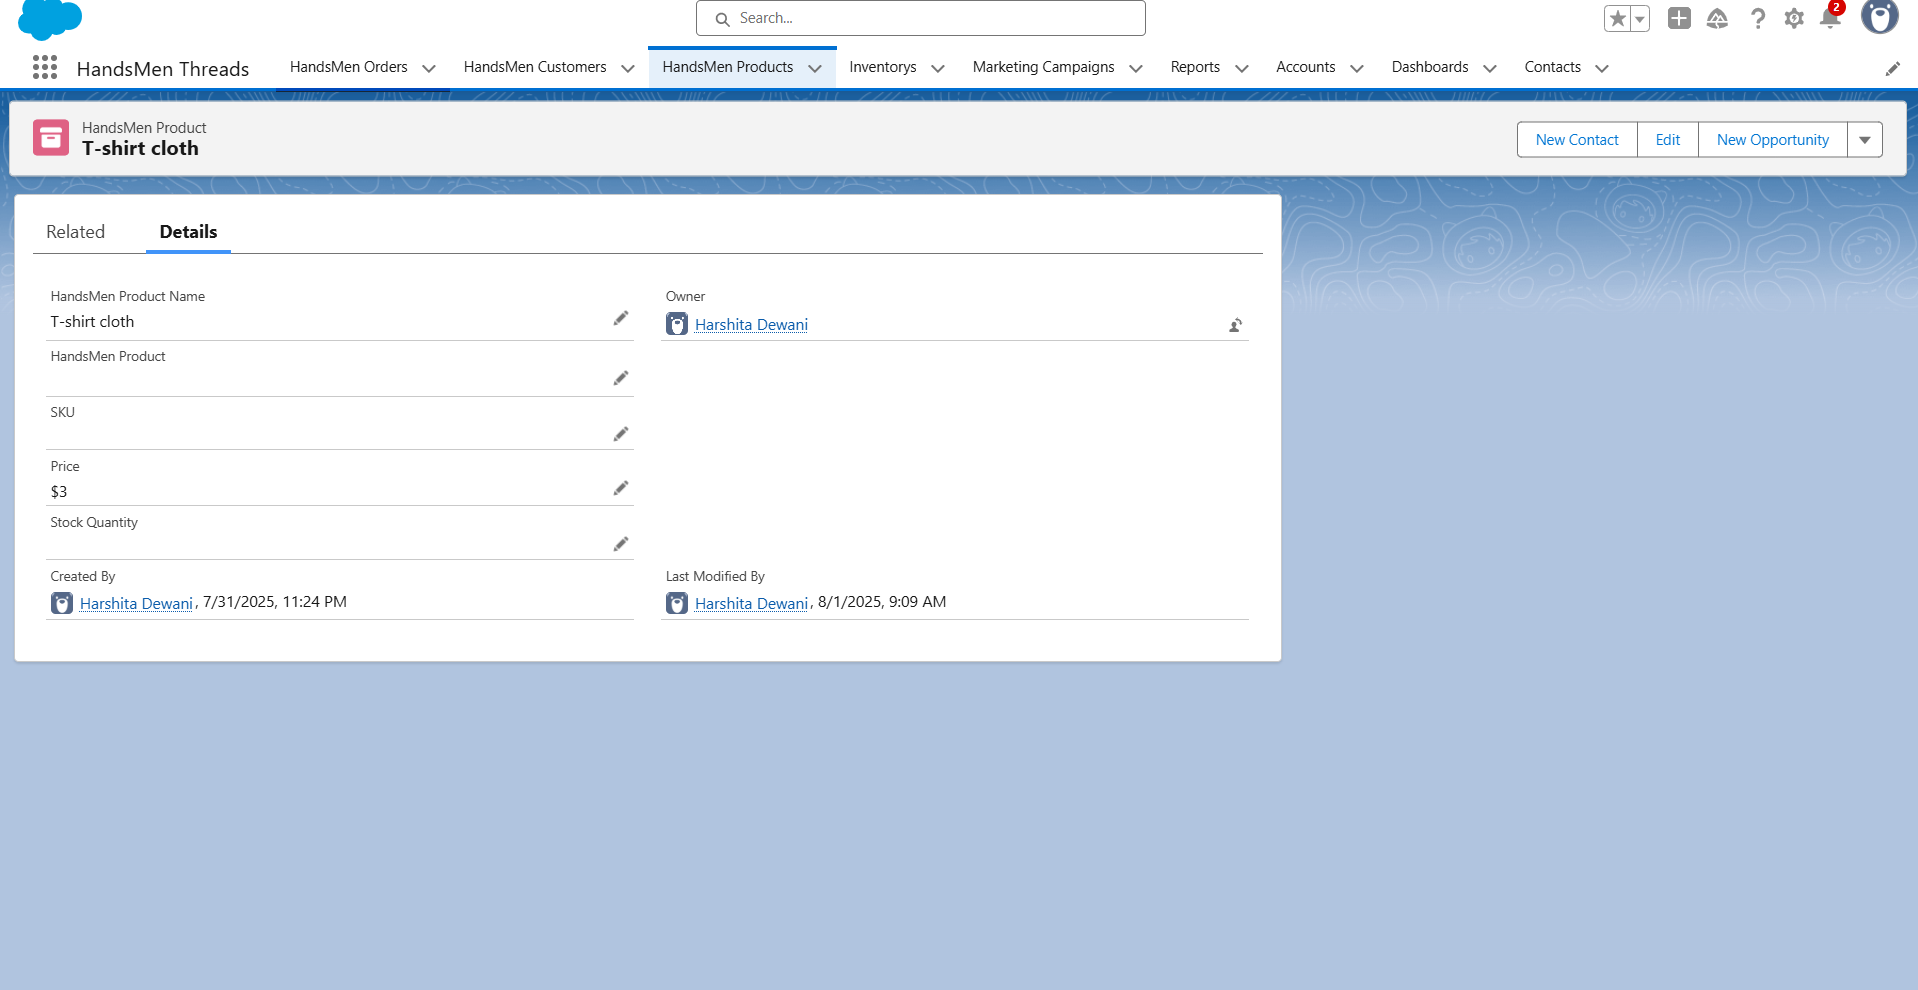 Search...
2
HandsMen Threads
HandsMen Orders
HandsMen Customers
HandsMen Products
Inventorys
Marketing Campaigns
Reports
Accounts
Dashboards
Contacts
HandsMen Product
T-shirt cloth
New Contact
Edit
New Opportunity
Related
Details
HandsMen Product Name
T-shirt cloth
Owner
Harshita Dewani
HandsMen Product
SKU
Price
$3
Stock Quantity
Created By
Harshita Dewani, 7/31/2025, 11:24 PM
Last Modified By
Harshita Dewani, 8/1/2025, 9:09 AM